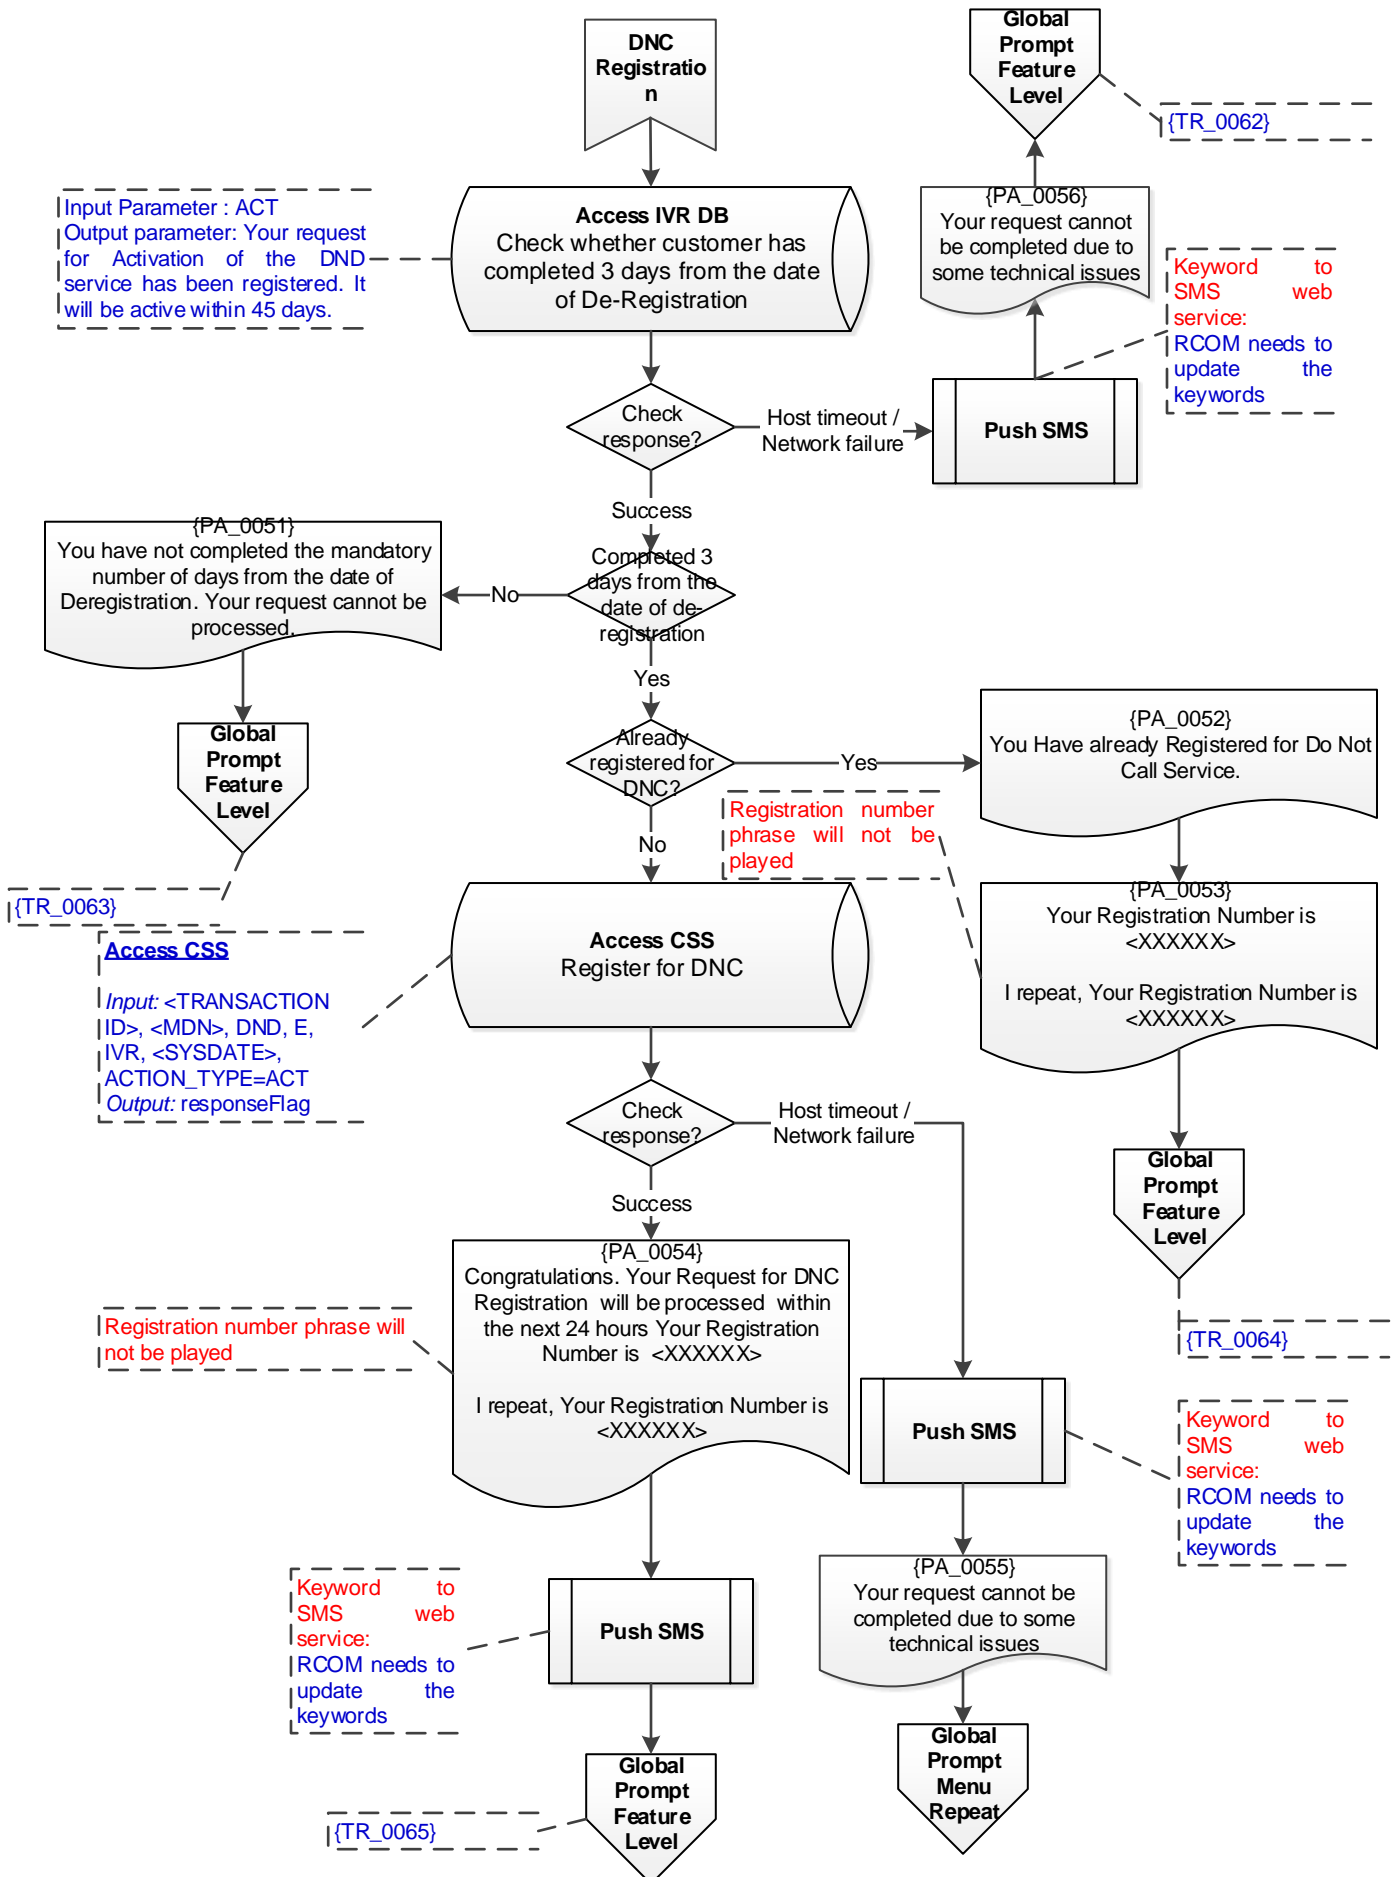 DNC
Registratio
n
Global
Prompt
Feature
Level
{TR_0062}
Input Parameter : ACT
Output parameter: Your request
for Activation of the DND
service has been registered. It
will be active within 45 days.
Access IVR DB
Check whether customer has
completed 3 days from the date
of De-Registration
{PA_0056}
Your request cannot
be completed due to
some technical issues
Keyword to
SMS web
service:
RCOM needs to
update the
keywords
Check
response?
Host timeout /
Network failure
Push SMS
Success
{PA_0051}
You have not completed the mandatory
number of days from the date of
Deregistration. Your request cannot be
processed.
No
Completed 3
days from the
date of de-
registration
Yes
Global
Prompt
Feature
Level
{TR_0063}
Already
registered for
DNC?
Yes
{PA_0052}
You Have already Registered for Do Not
Call Service.
No
Registration number
phrase will not be
played
{PA_0053}
Your Registration Number is
<XXXXXX>
I repeat, Your Registration Number is
<XXXXXX>
Access CSS
Register for DNC
Access CSS
Input: <TRANSACTION
ID>, <MDN>, DND, E,
IVR, <SYSDATE>,
ACTION_TYPE=ACT
Output: responseFlag
Check
response?
Host timeout /
Network failure
Success
Global
Prompt
Feature
Level
{TR_0064}
{PA_0054}
Congratulations. Your Request for DNC
Registration will be processed within
the next 24 hours Your Registration
Number is <XXXXXX>
I repeat, Your Registration Number is
<XXXXXX>
Registration number phrase will
not be played
Push SMS
Keyword to
SMS web
service:
RCOM needs to
update the
keywords
{PA_0055}
Your request cannot be
completed due to some
technical issues
Keyword to
SMS web
service:
RCOM needs to
update the
keywords
Push SMS
Global
Prompt
Menu
Repeat
Global
Prompt
Feature
Level
{TR_0065}